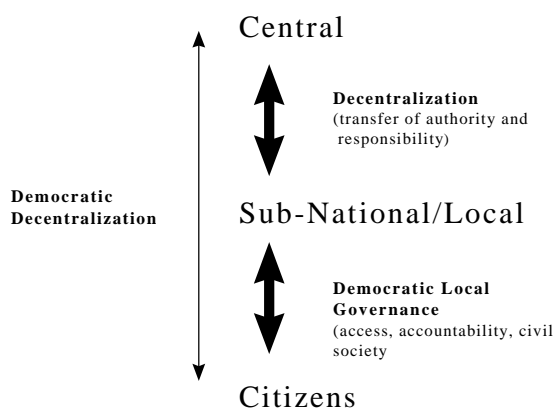 Central
Decentralization
(transfer of authority and
responsibility)
Democratic
Decentralization
Sub-National/Local
Democratic Local
Governance
(access, accountability, civil
society
Citizens